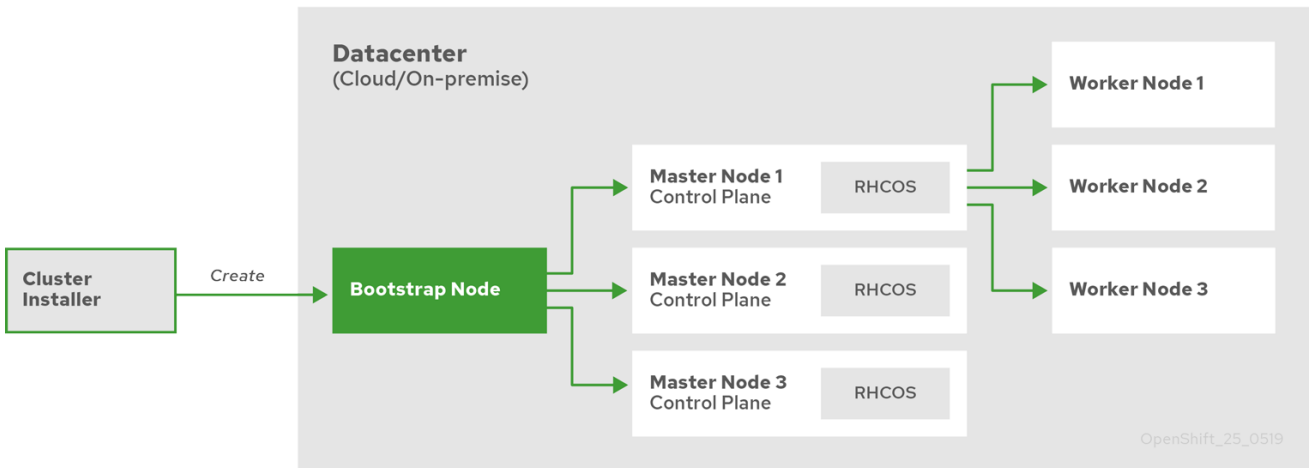 Datacenter
(Cloud/On-premise)
Cluster
Installer
Create
Bootstrap Node
Master Node 1
Control Plane
RHCOS
Master Node 2
Control Plane
RHCOS
Master Node 3
Control Plane
RHCOS
Worker Node 1
Worker Node 2
Worker Node 3
OpenShift_25_0519